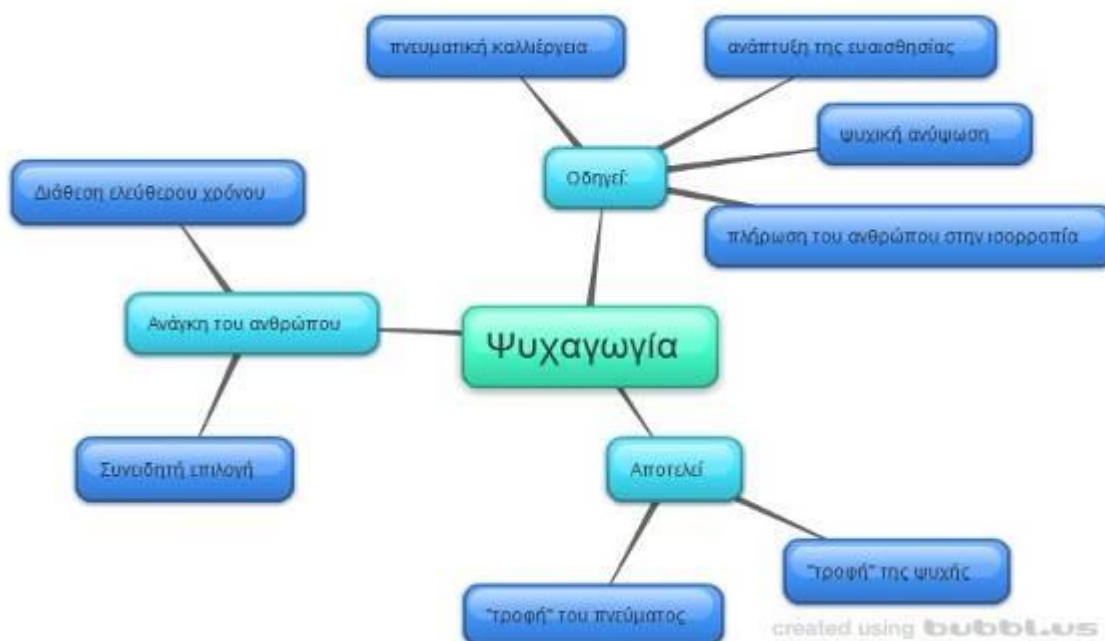 πνευματική καλλιέργεια
ανάπτυξη της ευαισθησίας
ψυχική ανύψωση
Οδηγεί:
Διάθεση ελεύθερου χρόνου
πλήρωση του ανθρώπου στην ισορροπία
Ανάγκη του ανθρώπου
Ψυχαγωγία
Συνειδητή επιλογή
Αποτελεί
"τροφή" της ψυχής
"τροφή" του πνεύματος
created using bubbl.us